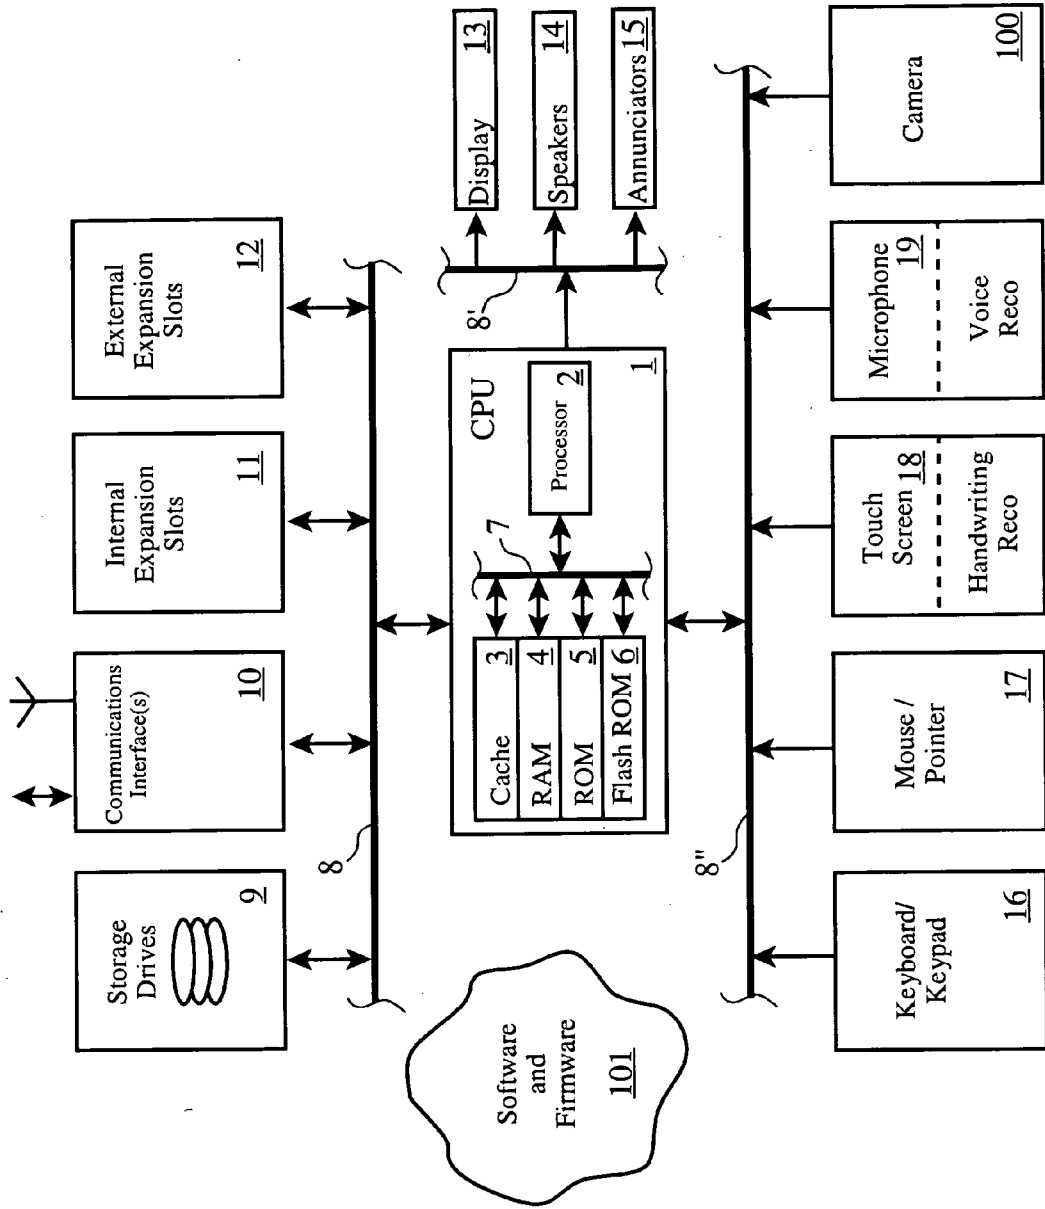 Storage
Drives
9
Communications
Interface(s)
10
Internal
Expansion
Slots
11
External
Expansion
Slots
12
8
CPU
1
Cache 3
RAM 4
ROM 5
Flash ROM 6
7
Processor
2
8'
Display 13
Speakers 14
Annunciators 15
Software
and
Firmware
101
8"
Keyboard/
Keypad
16
Mouse /
Pointer
17
Touch
Screen 18
Handwriting
Reco
Microphone
19
Voice
Reco
Camera
100